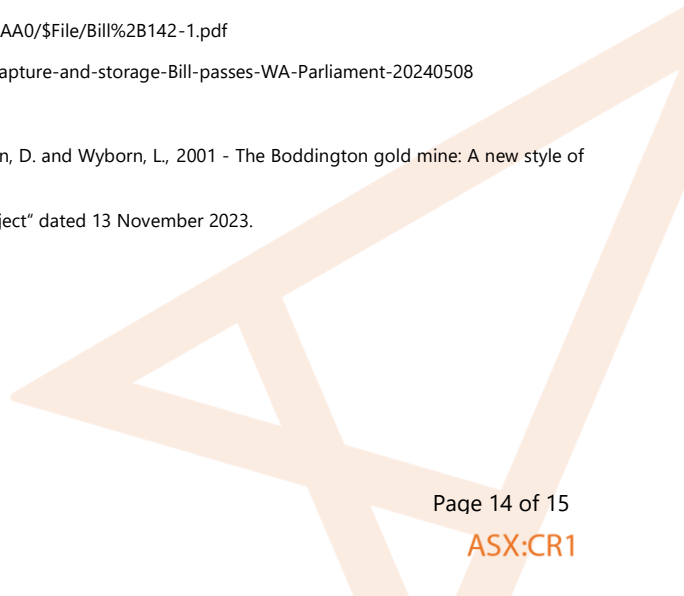 AA0/$File/Bill%2B142-1.pdf
apture-and-storage-Bill-passes-WA-Parliament-20240508
n, D. and Wyborn, L., 2001 - The Boddington gold mine: A new style of
ject“ dated 13 November 2023.
Page 14 of 15
ASX:CR1